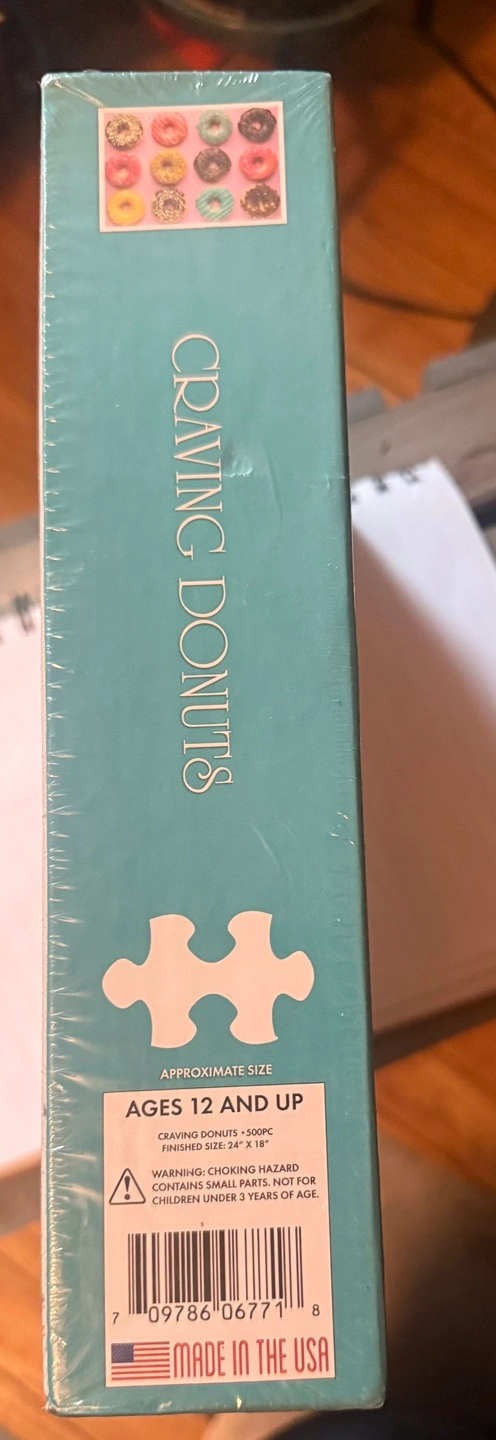 CRAVING DONUTS
APPROXIMATE SIZE
AGES 12 AND UP
CRAVING DONUTS • 500PC
FINISHED SIZE: 24" X 18"
WARNING: CHOKING HAZARD
CONTAINS SMALL PARTS. NOT FOR
CHILDREN UNDER 3 YEARS OF AGE.
7 09786 06771 8
MADE IN THE USA